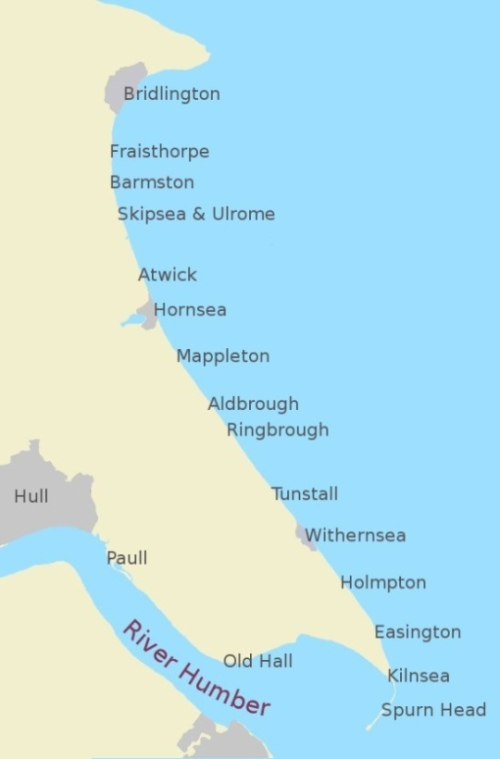 Bridlington
Fraisthorpe
Barmston
Skipsea & Ulrome
Atwick
Hornsea
Mappleton
Aldbrough
Ringbrough
Tunstall
Hull
Withernsea
Paull
Holmpton
Easington
River Humber
Old Hall
Kilnsea
Spurn Head